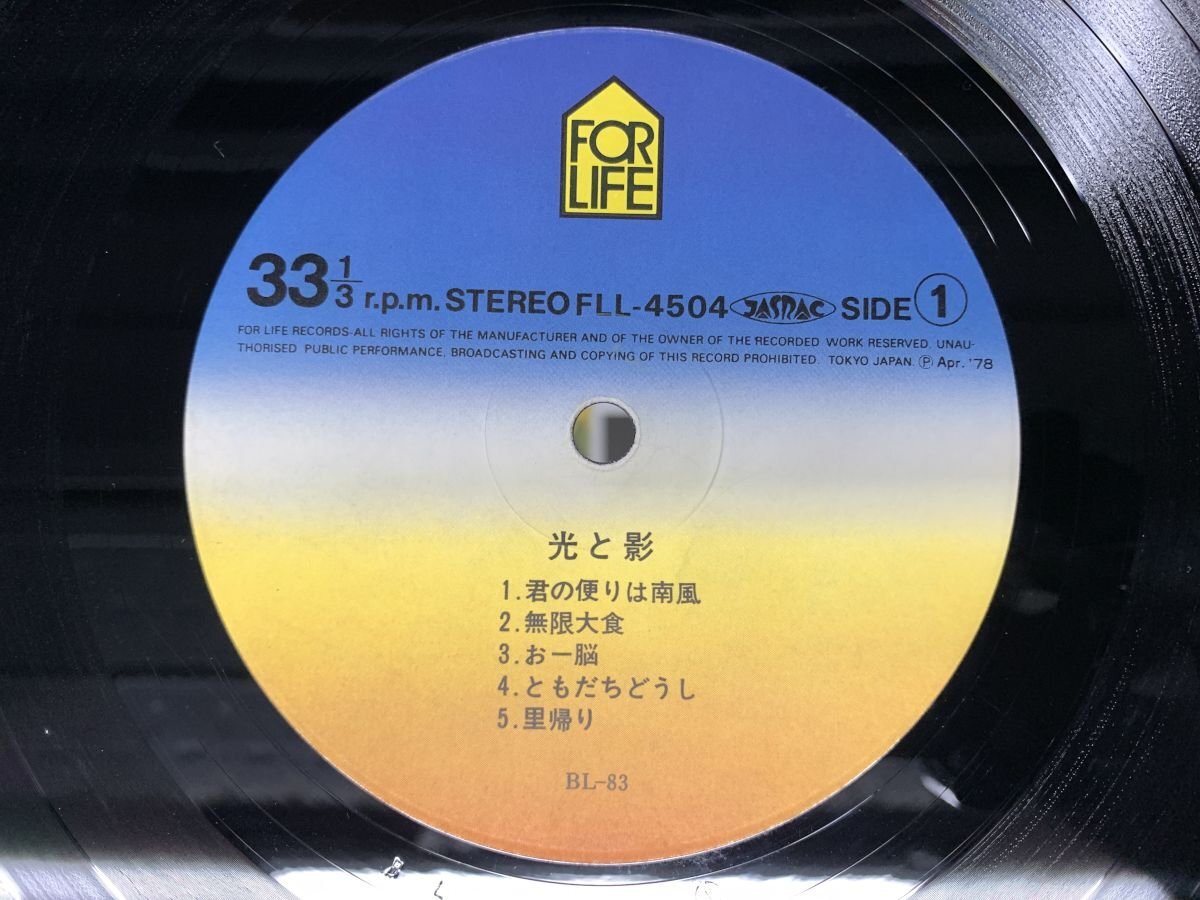 FOR
LIFE
33 1/3 r.p.m. STEREO FLL-4504 JASRAC SIDE 1
FOR LIFE RECORDS-ALL RIGHTS OF THE MANUFACTURER AND OF THE OWNER OF THE RECORDED WORK RESERVED. UNAU-
THORISED PUBLIC PERFORMANCE, BROADCASTING AND COPYING OF THIS RECORD PROHIBITED. TOKYO JAPAN. Ⓟ Apr. '78
光と影
1.君の便りは南風
2.無限大食
3.おー脳
4.ともだちどうし
5.里帰り
BL-83